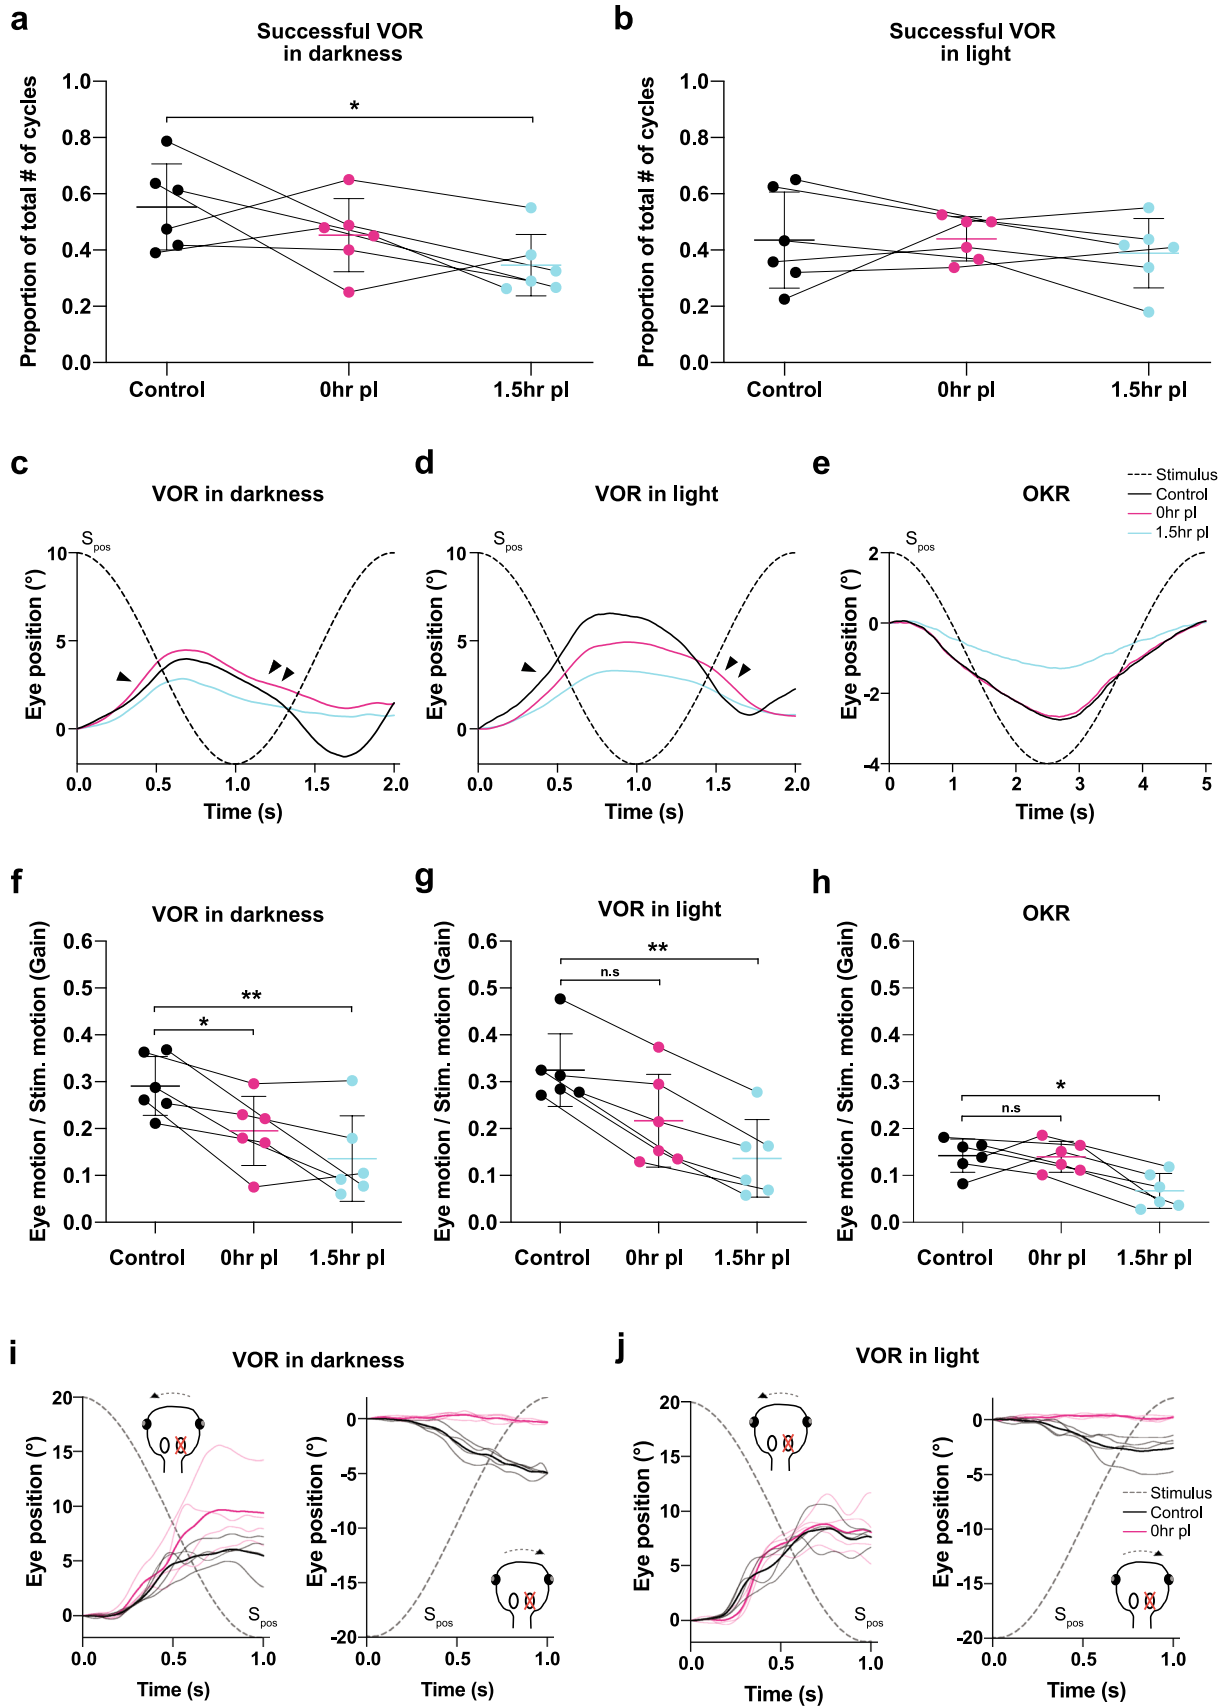 a
Successful VOR
in darkness
Proportion of total # of cycles
1.0
0.8
0.6
0.4
0.2
0.0
*
Control
0hr pl
1.5hr pl
b
Successful VOR
in light
Proportion of total # of cycles
1.0
0.8
0.6
0.4
0.2
0.0
Control
0hr pl
1.5hr pl
c
VOR in darkness
Spos
Eye position (°)
10
5
0
0.0
0.5
1.0
1.5
2.0
Time (s)
d
VOR in light
Spos
Eye position (°)
10
5
0
0.0
0.5
1.0
1.5
2.0
Time (s)
e
OKR
Stimulus
Control
0hr pl
1.5hr pl
Spos
Eye position (°)
2
0
-2
-4
0
1
2
3
4
5
Time (s)
f
VOR in darkness
Eye motion / Stim. motion (Gain)
0.6
0.5
0.4
0.3
0.2
0.1
0.0
**
*
Control
0hr pl
1.5hr pl
g
VOR in light
Eye motion / Stim. motion (Gain)
0.6
0.5
0.4
0.3
0.2
0.1
0.0
**
n.s
Control
0hr pl
1.5hr pl
h
OKR
Eye motion / Stim. motion (Gain)
0.6
0.5
0.4
0.3
0.2
0.1
0.0
*
n.s
Control
0hr pl
1.5hr pl
i
VOR in darkness
Eye position (°)
20
15
10
5
0
Spos
0.0
0.5
1.0
Time (s)
Eye position (°)
0
-5
-10
-15
-20
Spos
0.0
0.5
1.0
Time (s)
j
VOR in light
Eye position (°)
20
15
10
5
0
Spos
0.0
0.5
1.0
Time (s)
Eye position (°)
0
-5
-10
-15
-20
Stimulus
Control
0hr pl
Spos
0.0
0.5
1.0
Time (s)